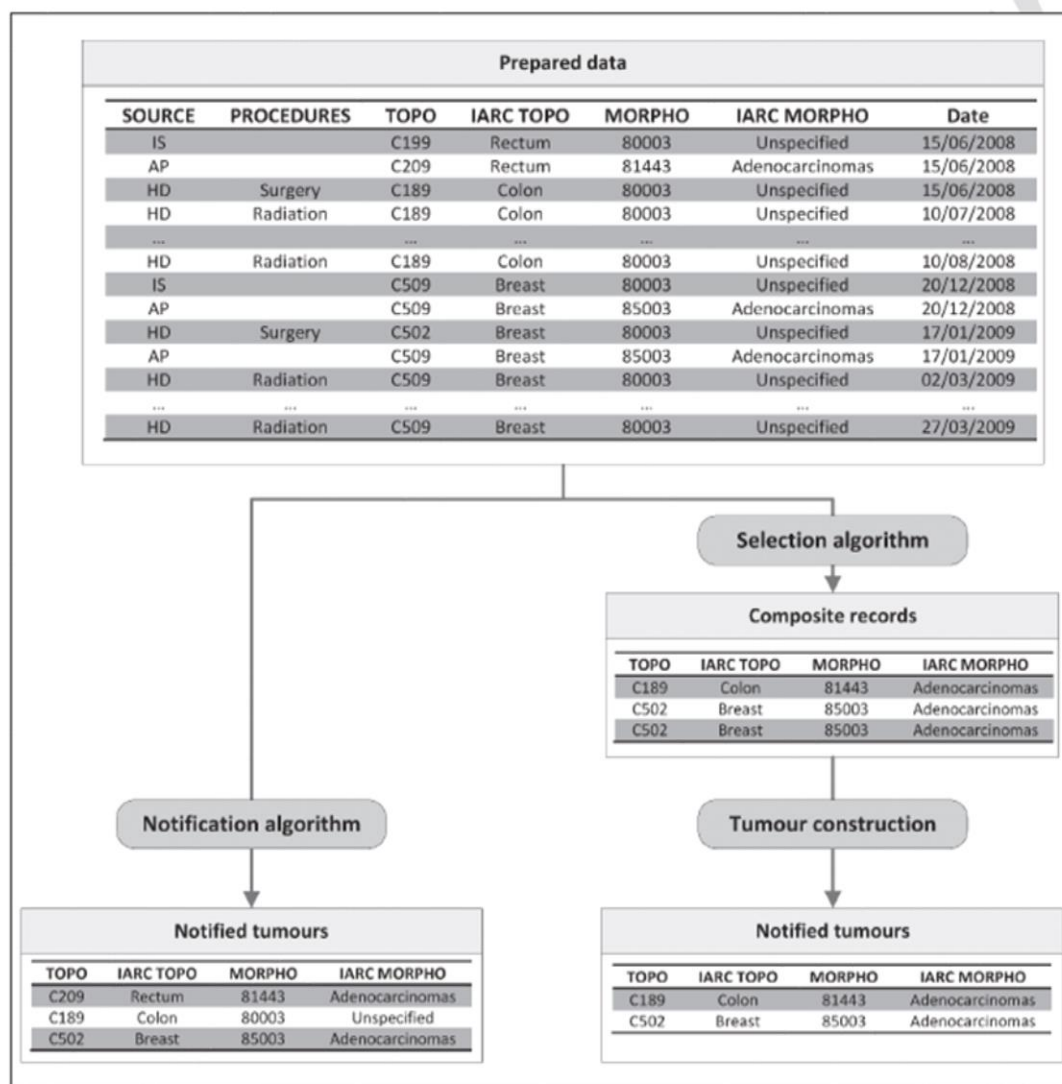 Prepared data
SOURCE PROCEDURES TOPO IARC TOPO MORPHO IARC MORPHO Date
IS C199 Rectum 80003 Unspecified 15/06/2008
AP C209 Rectum 81443 Adenocarcinomas 15/06/2008
HD Surgery C189 Colon 80003 Unspecified 15/06/2008
HD Radiation C189 Colon 80003 Unspecified 10/07/2008
... ... ... ... ... ... ...
HD Radiation C189 Colon 80003 Unspecified 10/08/2008
IS C509 Breast 80003 Unspecified 20/12/2008
AP C509 Breast 85003 Adenocarcinomas 20/12/2008
HD Surgery C502 Breast 80003 Unspecified 17/01/2009
AP C509 Breast 85003 Adenocarcinomas 17/01/2009
HD Radiation C509 Breast 80003 Unspecified 02/03/2009
... ... ... ... ... ... ...
HD Radiation C509 Breast 80003 Unspecified 27/03/2009
Selection algorithm
Composite records
TOPO IARC TOPO MORPHO IARC MORPHO
C189 Colon 81443 Adenocarcinomas
C502 Breast 85003 Adenocarcinomas
C502 Breast 85003 Adenocarcinomas
Notification algorithm
Tumour construction
Notified tumours
TOPO IARC TOPO MORPHO IARC MORPHO
C209 Rectum 81443 Adenocarcinomas
C189 Colon 80003 Unspecified
C502 Breast 85003 Adenocarcinomas
Notified tumours
TOPO IARC TOPO MORPHO IARC MORPHO
C189 Colon 81443 Adenocarcinomas
C502 Breast 85003 Adenocarcinomas